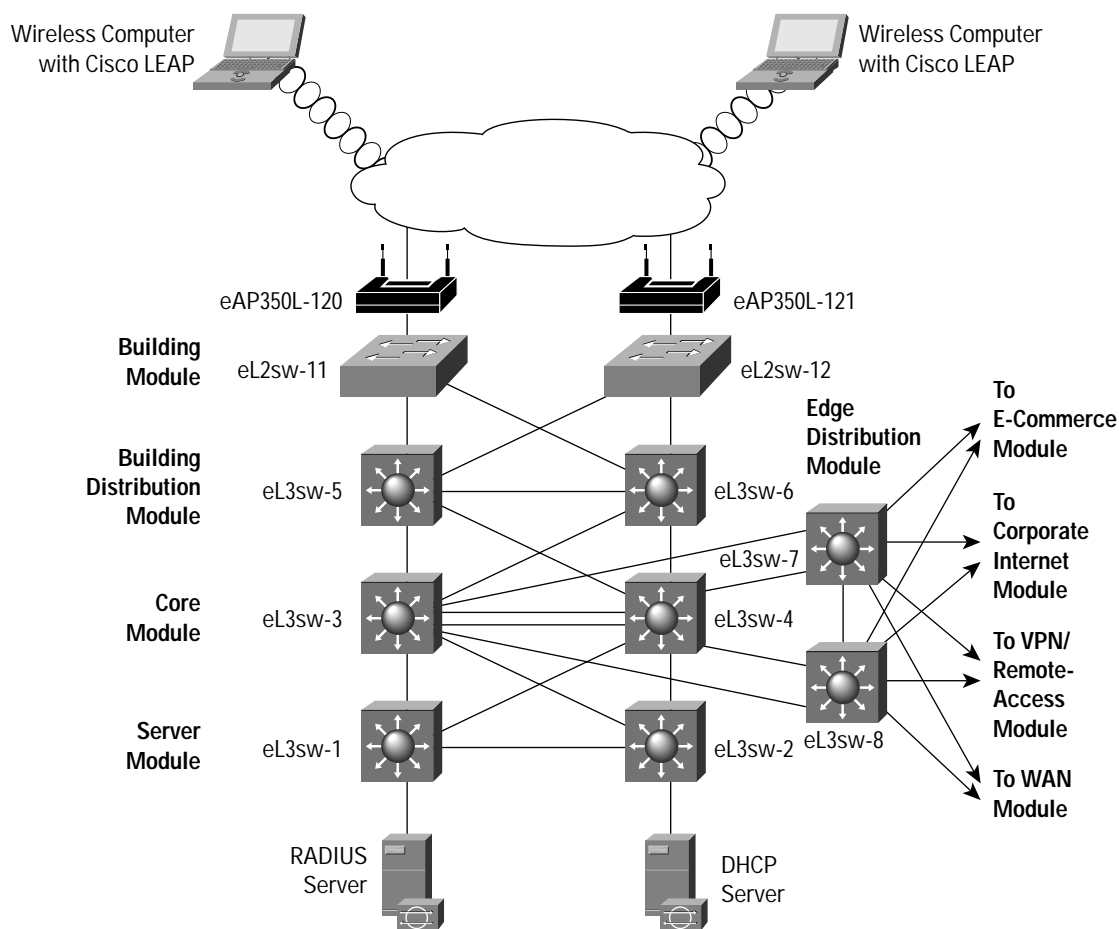 Wireless Computer
with Cisco LEAP
Wireless Computer
with Cisco LEAP
eAP350L-120
eAP350L-121
Building
Module
eL2sw-11
eL2sw-12
Edge
Distribution
Module
To
E-Commerce
Module
Building
Distribution
Module
eL3sw-5
eL3sw-6
To
Corporate
Internet
Module
eL3sw-7
Core
Module
eL3sw-3
eL3sw-4
To VPN/
Remote-
Access
Module
eL3sw-8
Server
Module
eL3sw-1
eL3sw-2
To WAN
Module
RADIUS
Server
DHCP
Server